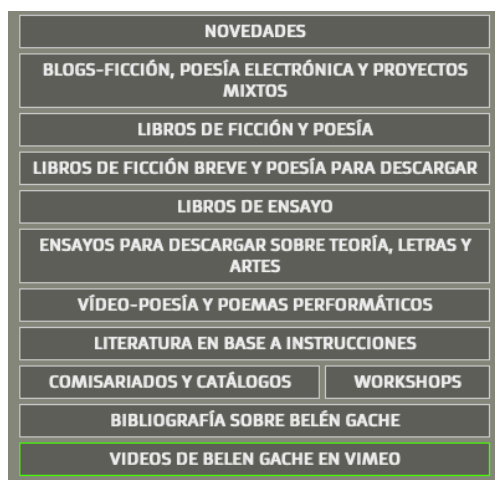 NOVEDADES
BLOGS-FICCIÓN, POESÍA ELECTRÓNICA Y PROYECTOS
MIXTOS
LIBROS DE FICCIÓN Y POESÍA
LIBROS DE FICCIÓN BREVE Y POESÍA PARA DESCARGAR
LIBROS DE ENSAYO
ENSAYOS PARA DESCARGAR SOBRE TEORÍA, LETRAS Y
ARTES
VÍDEO-POESÍA Y POEMAS PERFORMÁTICOS
LITERATURA EN BASE A INSTRUCCIONES
COMISARIADOS Y CATÁLOGOS WORKSHOPS
BIBLIOGRAFÍA SOBRE BELÉN GACHE
VIDEOS DE BELEN GACHE EN VIMEO